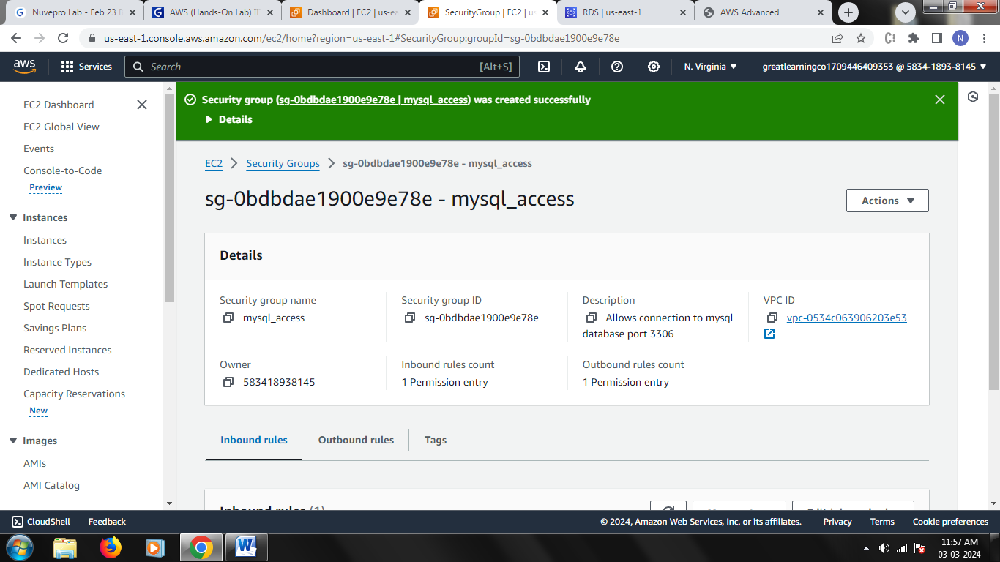 Nuvepro Lab - Feb 23 B
AWS (Hands-On Lab) I
Dashboard | EC2 | us-ea
SecurityGroup | EC2 | us
RDS | us-east-1
AWS Advanced
us-east-1.console.aws.amazon.com/ec2/home?region=us-east-1#SecurityGroup:groupId=sg-0bdbdae1900e9e78e
N
aws
Services
Search
[Alt+S]
N. Virginia
greatlearningco1709446409353 @ 5834-1893-8145
EC2 Dashboard
EC2 Global View
Events
Console-to-Code
Preview
Instances
Instances
Instance Types
Launch Templates
Spot Requests
Savings Plans
Reserved Instances
Dedicated Hosts
Capacity Reservations
New
Images
AMIs
AMI Catalog
Security group (sg-0bdbdae1900e9e78e | mysql_access) was created successfully
Details
EC2 > Security Groups > sg-0bdbdae1900e9e78e - mysql_access
sg-0bdbdae1900e9e78e - mysql_access
Actions
Details
Security group name
mysql_access
Security group ID
sg-0bdbdae1900e9e78e
Description
Allows connection to mysql
database port 3306
VPC ID
vpc-0534c063906203e53
Owner
583418938145
Inbound rules count
1 Permission entry
Outbound rules count
1 Permission entry
Inbound rules
Outbound rules
Tags
Inbound rules (1)
CloudShell
Feedback
© 2024, Amazon Web Services, Inc. or its affiliates.
Privacy
Terms
Cookie preferences
11:57 AM
03-03-2024